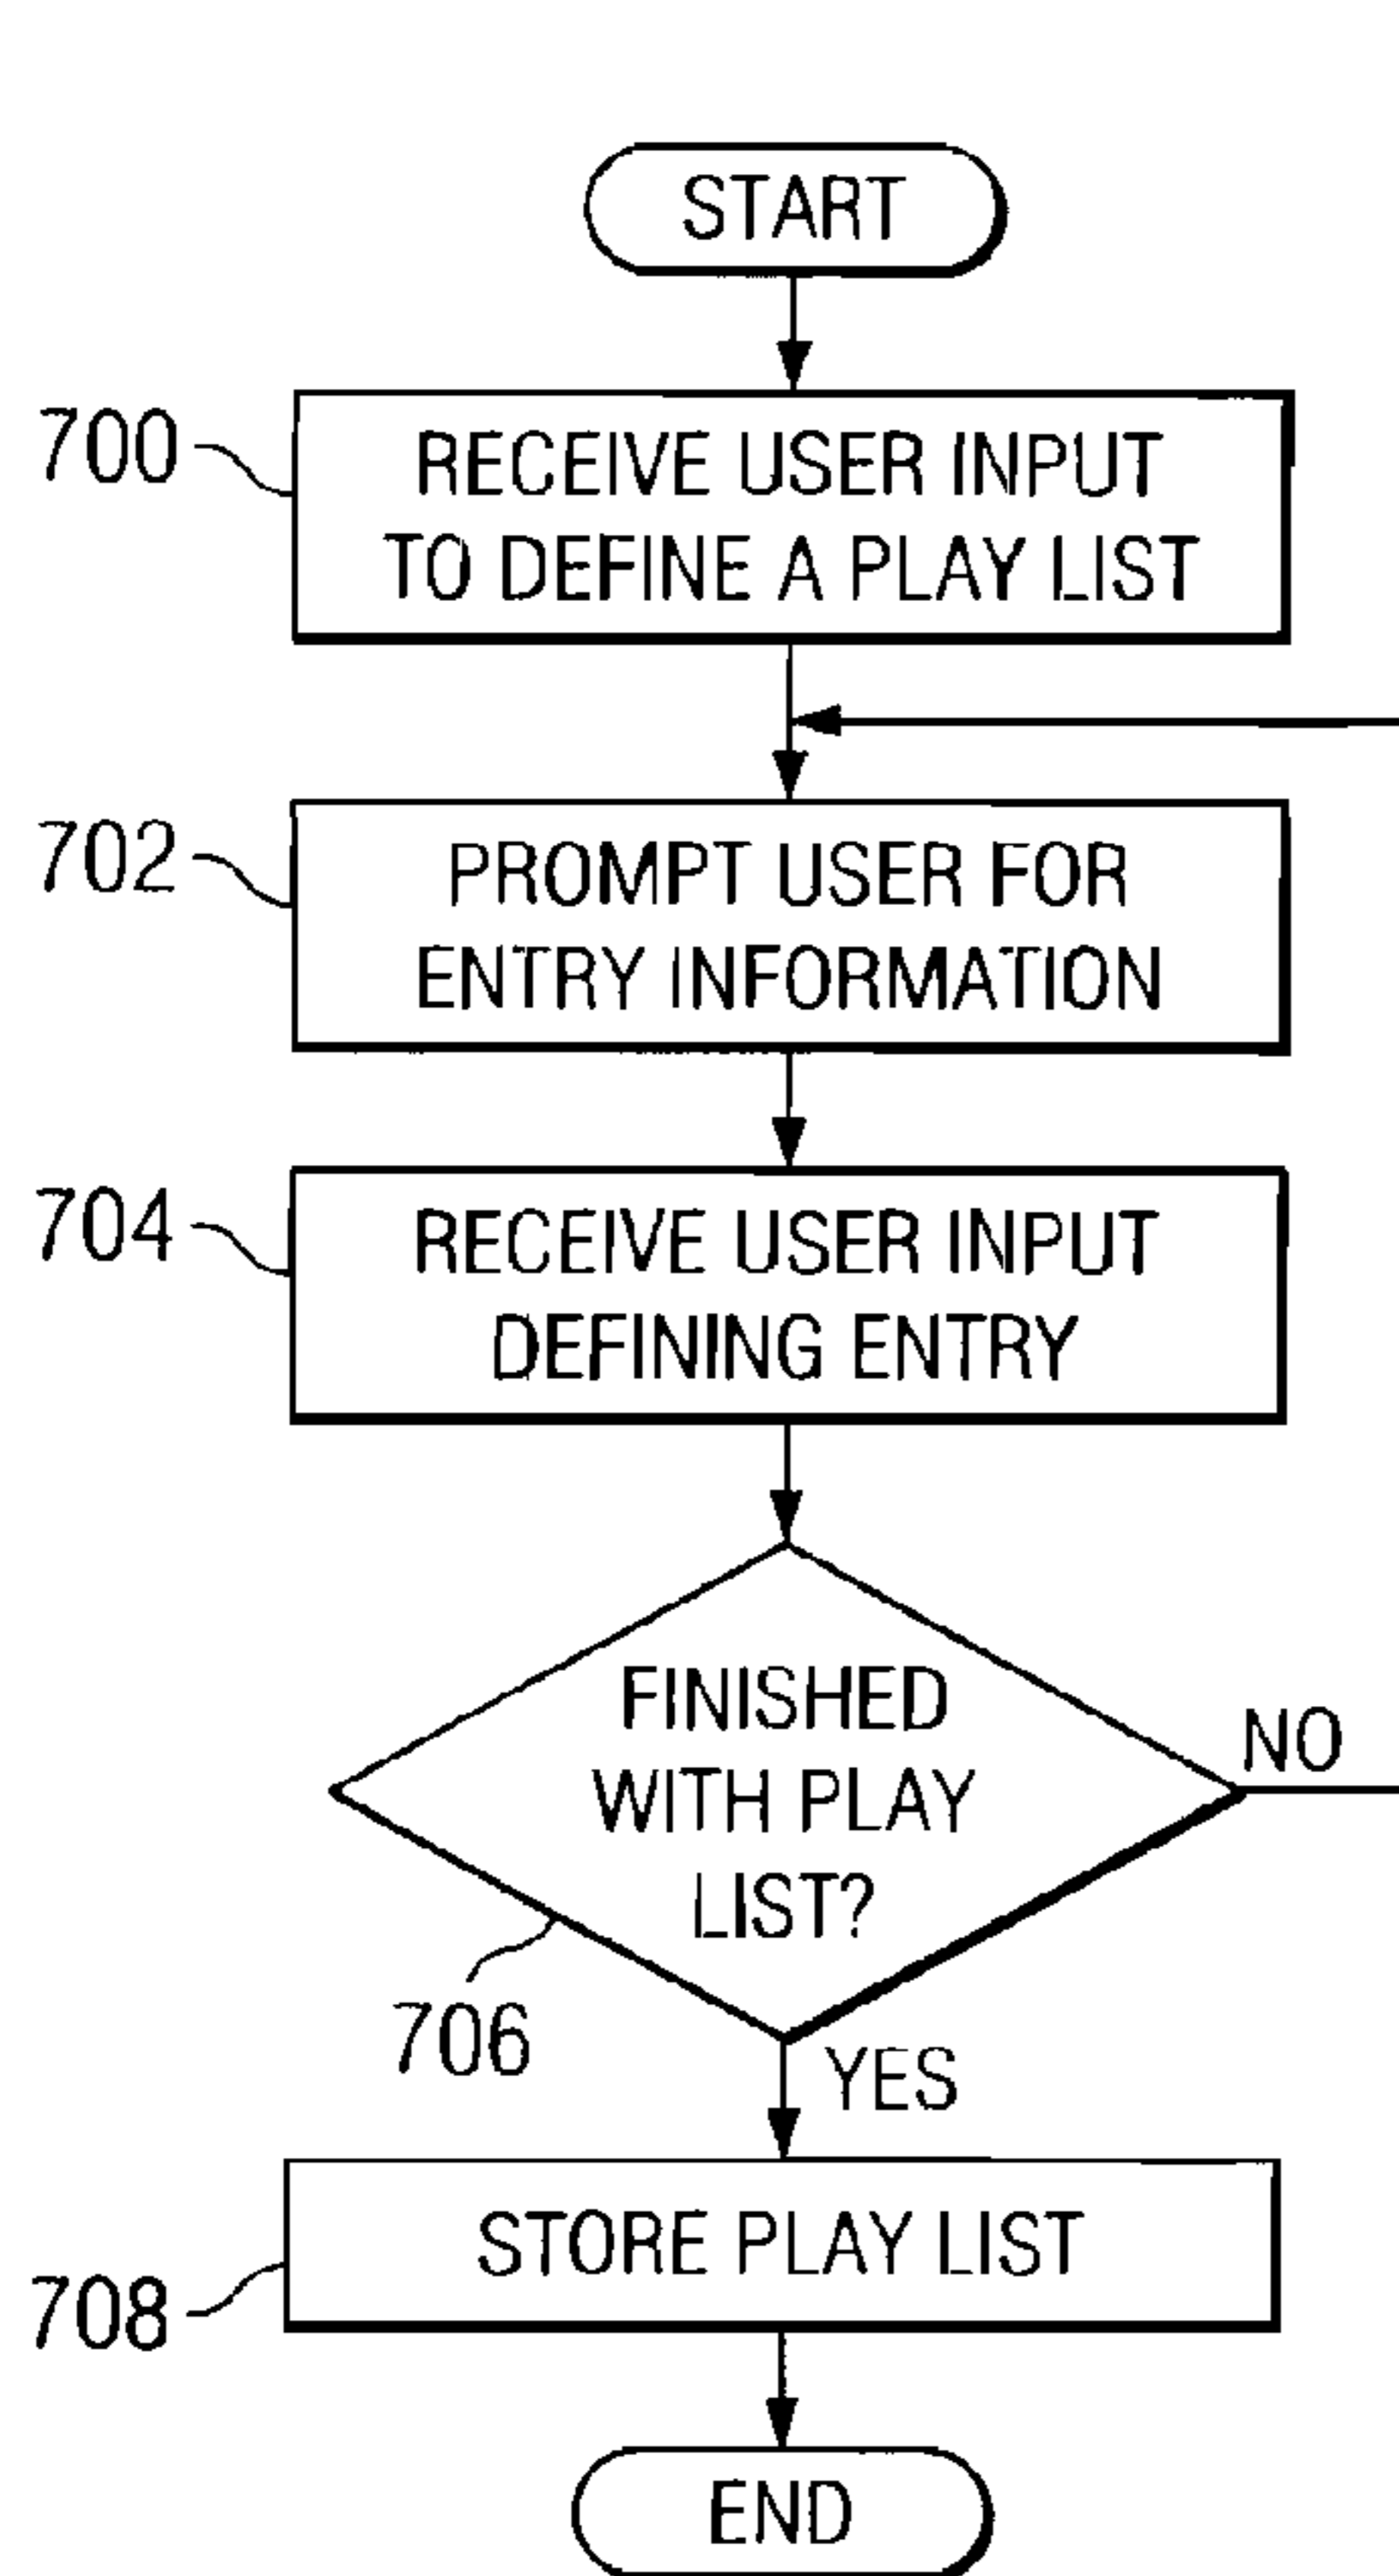 START
700
RECEIVE USER INPUT
TO DEFINE A PLAY LIST
702
PROMPT USER FOR
ENTRY INFORMATION
704
RECEIVE USER INPUT
DEFINING ENTRY
FINISHED
WITH PLAY
LIST?
NO
706
YES
STORE PLAY LIST
708
END